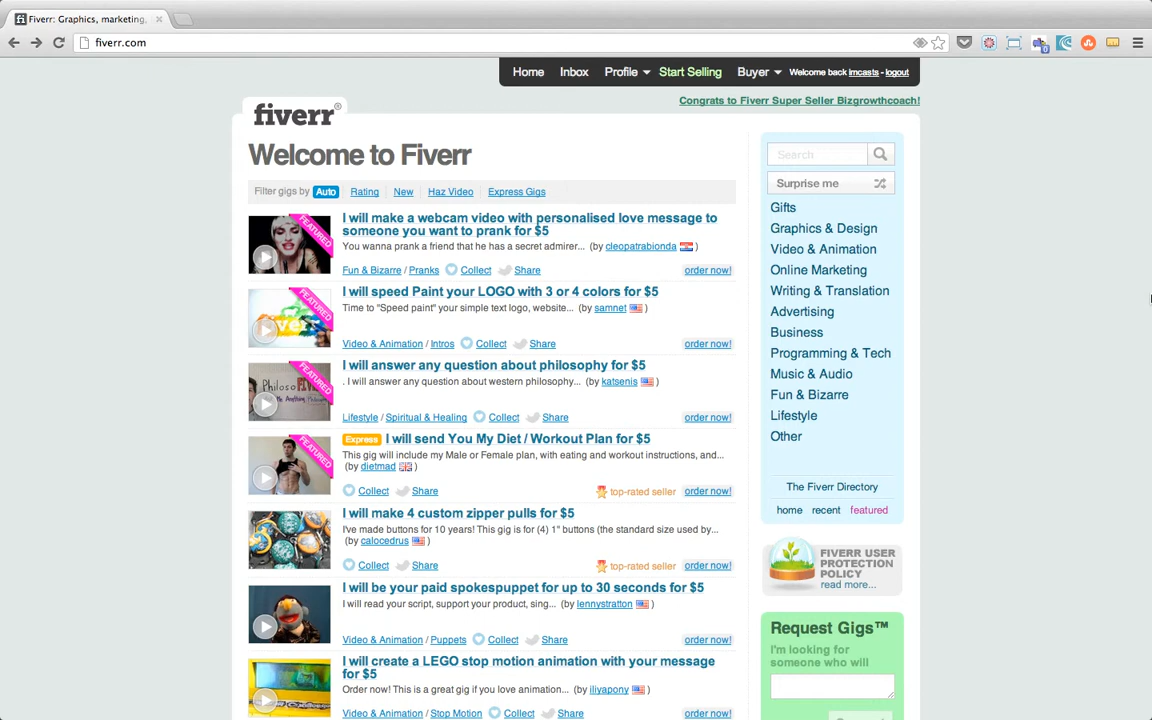 Fiverr: Graphics, marketing,
fiverr.com
Home Inbox Profile Start Selling Buyer Welcome back imcasts - logout
Congrats to Fiverr Super Seller Bizgrowthcoach!
fiverr®
Welcome to Fiverr
Filter gigs by Auto Rating New Haz Video Express Gigs
FEATURED
I will make a webcam video with personalised love message to
someone you want to prank for $5
You wanna prank a friend that he has a secret admirer... (by cleopatrabionda )
Fun & Bizarre / Pranks Collect Share order now!
FEATURED
I will speed Paint your LOGO with 3 or 4 colors for $5
Time to "Speed paint" your simple text logo, website... (by samnet )
Video & Animation / Intros Collect Share order now!
FEATURED
I will answer any question about philosophy for $5
. I will answer any question about western philosophy... (by katsenis )
Lifestyle / Spiritual & Healing Collect Share order now!
FEATURED
Express I will send You My Diet / Workout Plan for $5
This gig will include my Male or Female plan, with eating and workout instructions, and...
(by dietmad )
Collect Share top-rated seller order now!
I will make 4 custom zipper pulls for $5
I've made buttons for 10 years! This gig is for (4) 1" buttons (the standard size used by...
(by calocedrus )
Collect Share top-rated seller order now!
I will be your paid spokespuppet for up to 30 seconds for $5
I will read your script, support your product, sing... (by lennystratton )
Video & Animation / Puppets Collect Share order now!
I will create a LEGO stop motion animation with your message
for $5
Order now! This is a great gig if you love animation... (by iliyapony )
Video & Animation / Stop Motion Collect Share order now!
Search
Surprise me
Gifts
Graphics & Design
Video & Animation
Online Marketing
Writing & Translation
Advertising
Business
Programming & Tech
Music & Audio
Fun & Bizarre
Lifestyle
Other
The Fiverr Directory
home recent featured
FIVERR USER
PROTECTION
POLICY
read more...
Request Gigs™
I'm looking for
someone who will